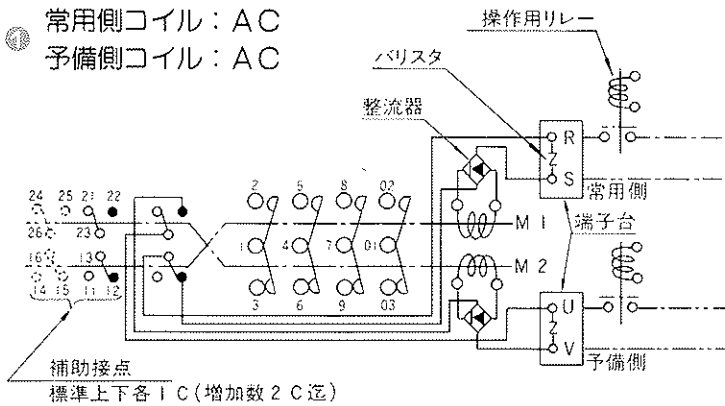 ① 常用側コイル：AC
予備側コイル：AC
操作用リレー
バリスタ
整流器
R
S
常用側
端子台
M1
M2
U
V
予備側
24 25 21 22
26 23
16 13
14 15 11 12
2 5 8 02
1 4 7 01
3 6 9 03
補助接点
標準上下各1C(増加数2C迄)